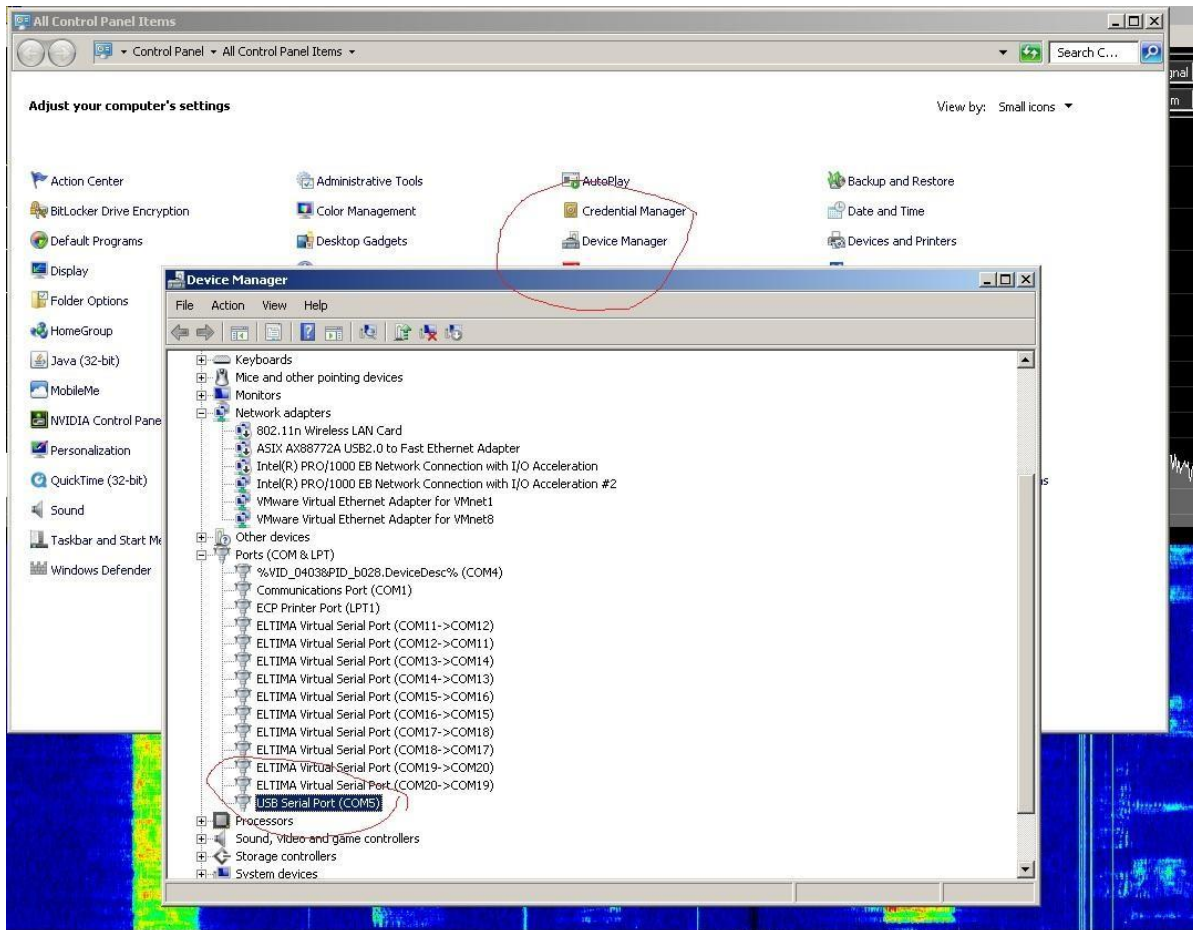 All Control Panel Items
Control Panel All Control Panel Items Search C...
Adjust your computer's settings
View by: Small icons
Action Center Administrative Tools AutoPlay Backup and Restore
BitLocker Drive Encryption Color Management Credential Manager Date and Time
Default Programs Desktop Gadgets Device Manager Devices and Printers
Display
Folder Options
HomeGroup
Java (32-bit)
MobileMe
NVIDIA Control Pane
Personalization
QuickTime (32-bit)
Sound
Taskbar and Start Me
Windows Defender
Device Manager
File Action View Help
Keyboards
Mice and other pointing devices
Monitors
Network adapters
802.11n Wireless LAN Card
ASIX AX88772A USB2.0 to Fast Ethernet Adapter
Intel(R) PRO/1000 EB Network Connection with I/O Acceleration
Intel(R) PRO/1000 EB Network Connection with I/O Acceleration #2
VMware Virtual Ethernet Adapter for VMnet1
VMware Virtual Ethernet Adapter for VMnet8
Other devices
Ports (COM & LPT)
%VID_0403&PID_b028.DeviceDesc% (COM4)
Communications Port (COM1)
ECP Printer Port (LPT1)
ELTIMA Virtual Serial Port (COM11->COM12)
ELTIMA Virtual Serial Port (COM12->COM11)
ELTIMA Virtual Serial Port (COM13->COM14)
ELTIMA Virtual Serial Port (COM14->COM13)
ELTIMA Virtual Serial Port (COM15->COM16)
ELTIMA Virtual Serial Port (COM16->COM15)
ELTIMA Virtual Serial Port (COM17->COM18)
ELTIMA Virtual Serial Port (COM18->COM17)
ELTIMA Virtual Serial Port (COM19->COM20)
ELTIMA Virtual Serial Port (COM20->COM19)
USB Serial Port (COM5)
Processors
Sound, video and game controllers
Storage controllers
System devices